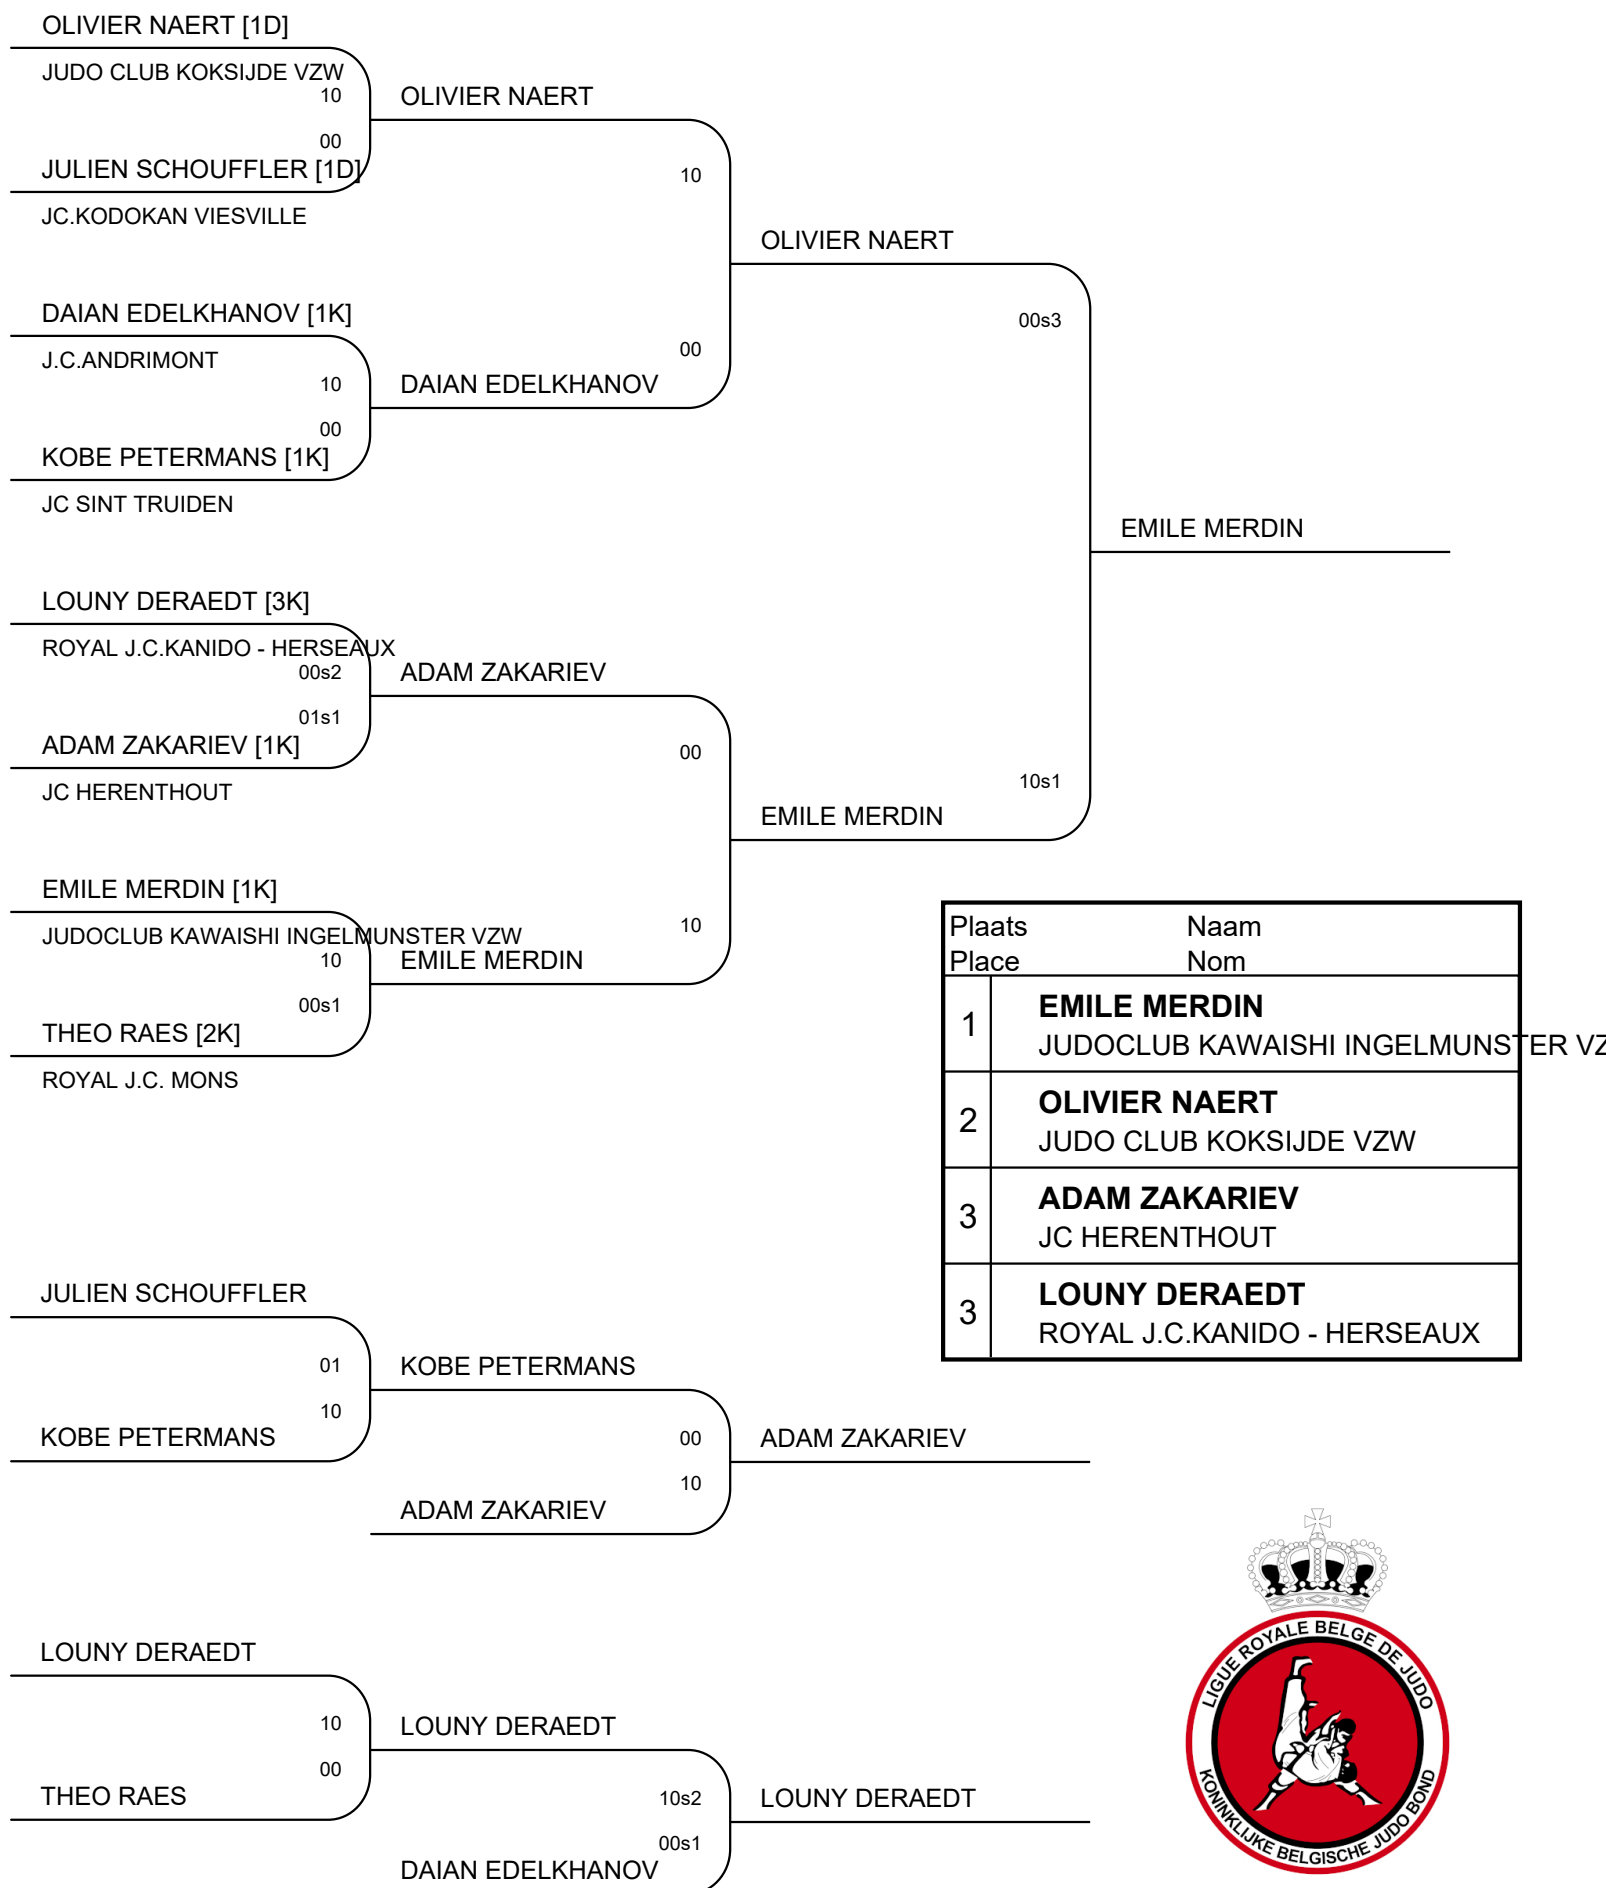 OLIVIER NAERT [1D]
JUDO CLUB KOKSIJDE VZW
10
00
JULIEN SCHOUFFLER [1D]
JC.KODOKAN VIESVILLE
DAIAN EDELKHANOV [1K]
J.C.ANDRIMONT
10
00
KOBE PETERMANS [1K]
JC SINT TRUIDEN
LOUNY DERAEDT [3K]
ROYAL J.C.KANIDO - HERSEAUX
00s2
01s1
ADAM ZAKARIEV [1K]
JC HERENTHOUT
EMILE MERDIN [1K]
JUDOCLUB KAWAISHI INGELMUNSTER VZW
10
00s1
THEO RAES [2K]
ROYAL J.C. MONS
OLIVIER NAERT
10
00
DAIAN EDELKHANOV
ADAM ZAKARIEV
00
10
EMILE MERDIN
OLIVIER NAERT
00s3
10s1
EMILE MERDIN
EMILE MERDIN
Plaats Naam
Place Nom
1 EMILE MERDIN
JUDOCLUB KAWAISHI INGELMUNSTER VZ
2 OLIVIER NAERT
JUDO CLUB KOKSIJDE VZW
3 ADAM ZAKARIEV
JC HERENTHOUT
3 LOUNY DERAEDT
ROYAL J.C.KANIDO - HERSEAUX
JULIEN SCHOUFFLER
01
10
KOBE PETERMANS
KOBE PETERMANS
00
10
ADAM ZAKARIEV
ADAM ZAKARIEV
LOUNY DERAEDT
10
00
THEO RAES
LOUNY DERAEDT
10s2
00s1
DAIAN EDELKHANOV
LOUNY DERAEDT
LIGUE ROYALE BELGE DE JUDO
KONINKLIJKE BELGISCHE JUDO BOND